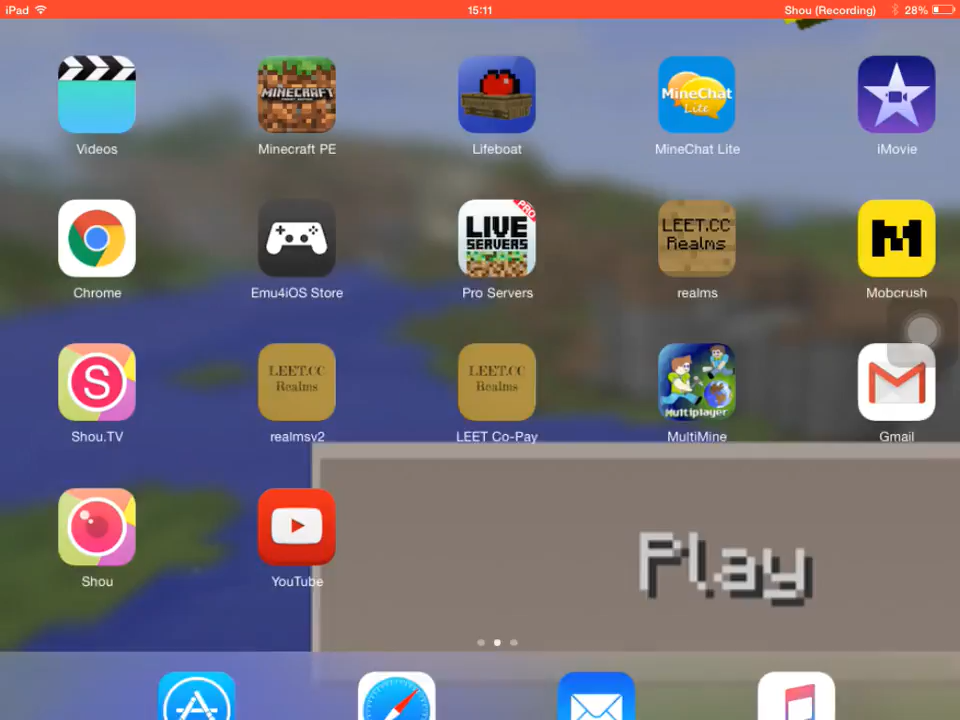 iPad 15:11 Shou (Recording) 28%
MINECRAFT
POCKET EDITION
MineChat
Lite
Videos Minecraft PE Lifeboat MineChat Lite iMovie
PRO
LIVE
SERVERS
LEET.CC
Realms
M
Chrome Emu4iOS Store Pro Servers realms Mobcrush
S
LEET.CC
Realms
LEET.CC
Realms
Multiplayer
Shou.TV realmsv2 LEET Co-Pay MultiMine Gmail
Play
Shou YouTube